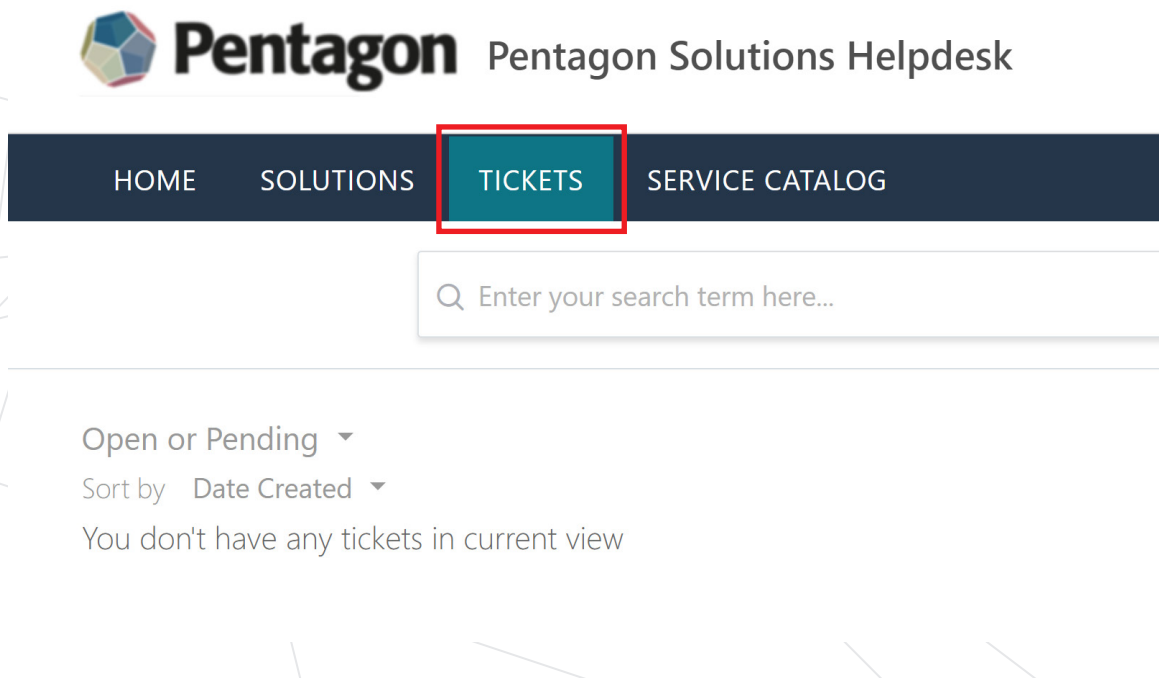 Pentagon Pentagon Solutions Helpdesk
HOME SOLUTIONS TICKETS SERVICE CATALOG
Enter your search term here...
Open or Pending
Sort by Date Created
You don't have any tickets in current view